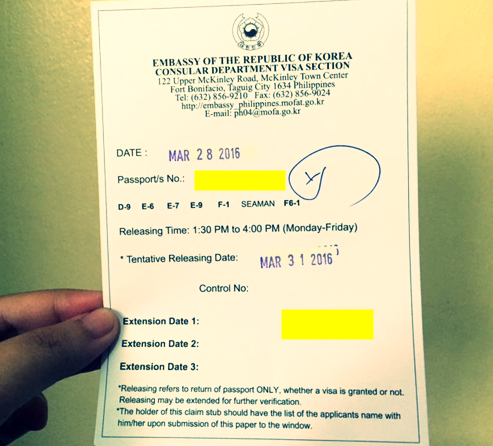 EMBASSY OF THE REPUBLIC OF KOREA
CONSULAR DEPARTMENT VISA SECTION
122 Upper McKinley Road, McKinley Town Center
Fort Bonifacio, Taguig City 1634 Philippines
Tel: (632) 856-9210 Fax: (632) 856-9024
http://embassy_philippines.mofat.go.kr
E-mail: ph04@mofa.go.kr
DATE : MAR 28 2016
Passport/s No.:
D-9 E-6 E-7 E-9 F-1 SEAMAN F6-1
Releasing Time: 1:30 PM to 4:00 PM (Monday-Friday)
* Tentative Releasing Date: MAR 31 2016
Control No:
Extension Date 1:
Extension Date 2:
Extension Date 3:
*Releasing refers to return of passport ONLY, whether a visa is granted or not.
Releasing may be extended for further verification.
*The holder of this claim stub should have the list of the applicants name with
him/her upon submission of this paper to the window.